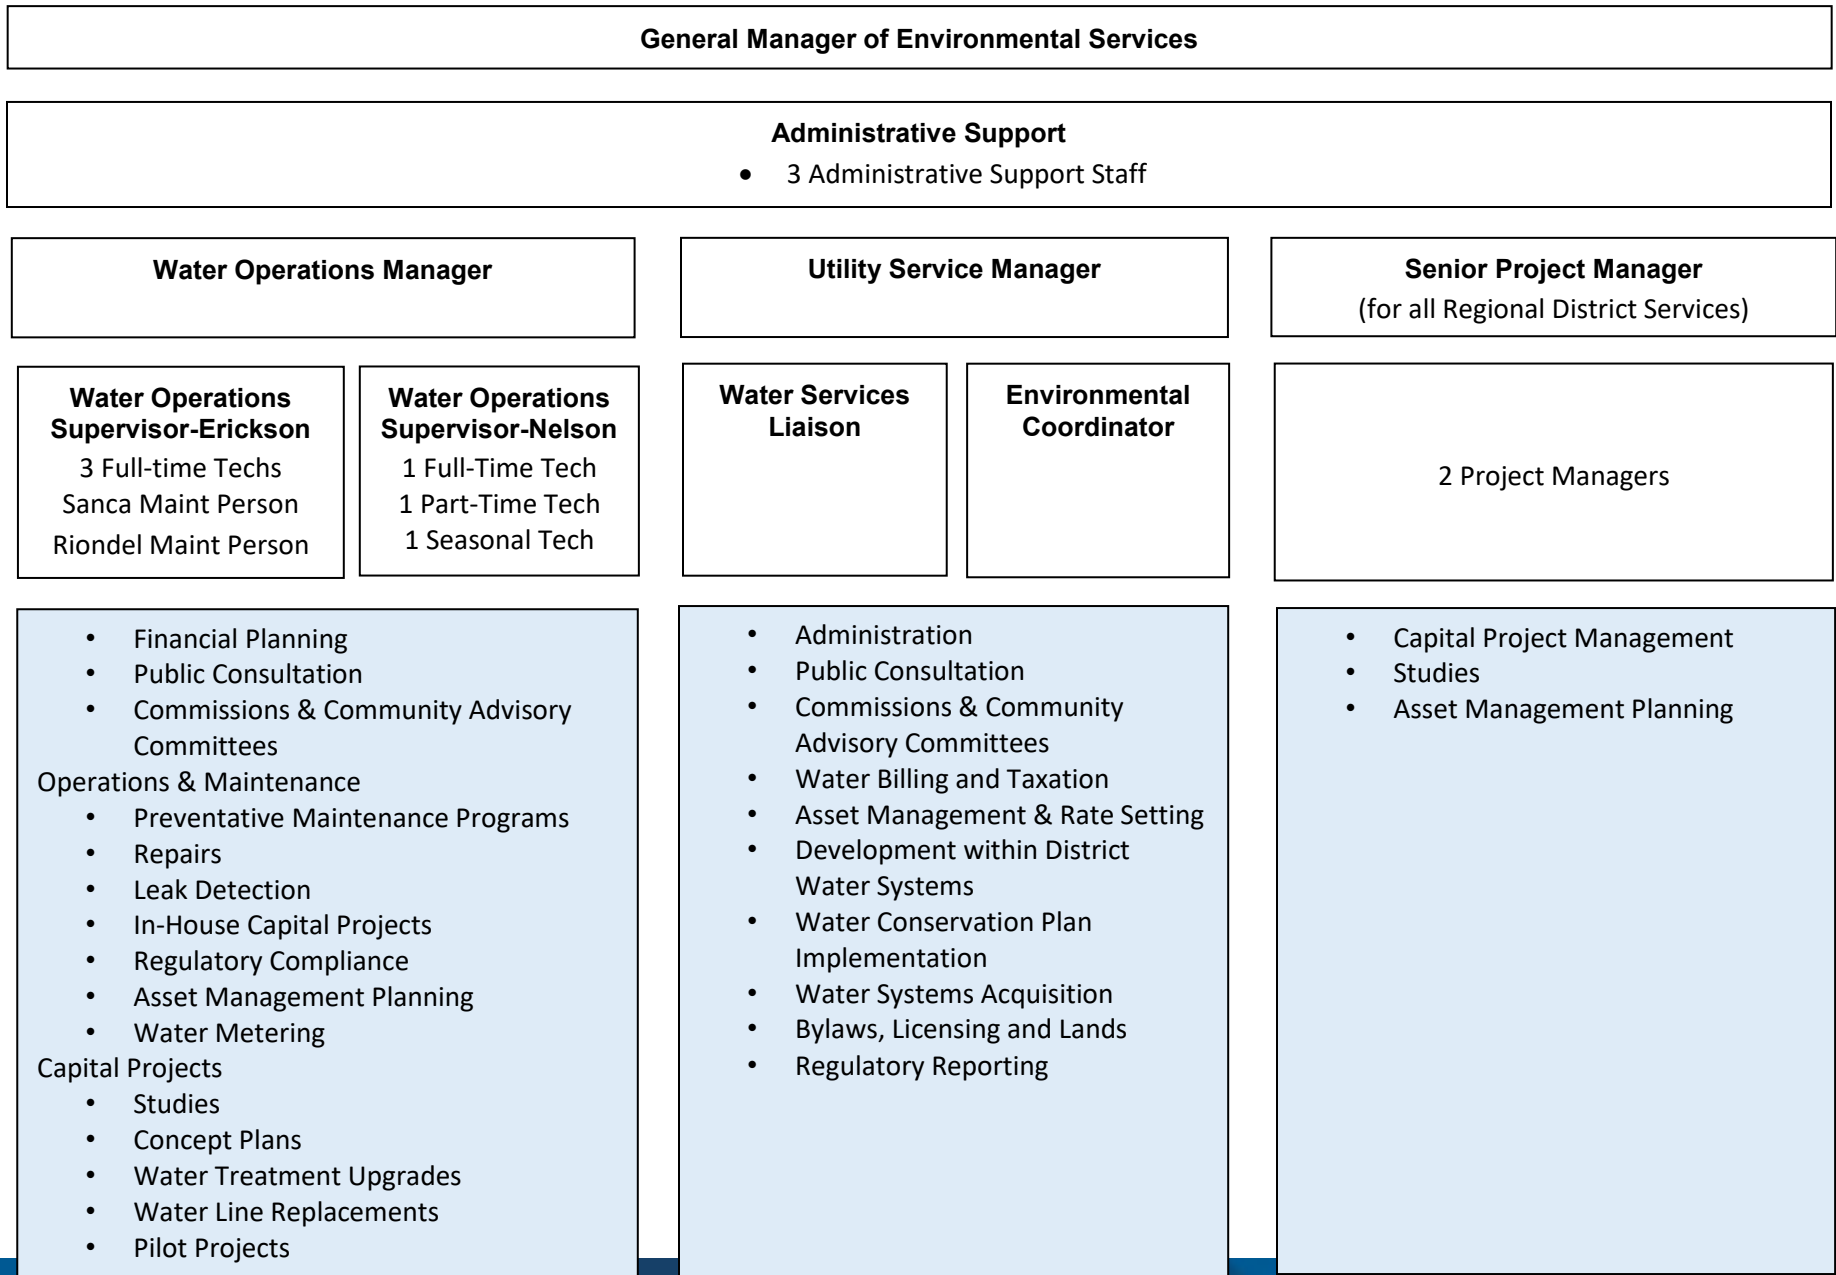 General Manager of Environmental Services
Administrative Support
• 3 Administrative Support Staff
Water Operations Manager
Utility Service Manager
Senior Project Manager
(for all Regional District Services)
Water Operations
Supervisor-Erickson
3 Full-time Techs
Sanca Maint Person
Riondel Maint Person
Water Operations
Supervisor-Nelson
1 Full-Time Tech
1 Part-Time Tech
1 Seasonal Tech
Water Services
Liaison
Environmental
Coordinator
2 Project Managers
• Financial Planning
• Public Consultation
• Commissions & Community Advisory
Committees
Operations & Maintenance
• Preventative Maintenance Programs
• Repairs
• Leak Detection
• In-House Capital Projects
• Regulatory Compliance
• Asset Management Planning
• Water Metering
Capital Projects
• Studies
• Concept Plans
• Water Treatment Upgrades
• Water Line Replacements
• Pilot Projects
• Administration
• Public Consultation
• Commissions & Community
Advisory Committees
• Water Billing and Taxation
• Asset Management & Rate Setting
• Development within District
Water Systems
• Water Conservation Plan
Implementation
• Water Systems Acquisition
• Bylaws, Licensing and Lands
• Regulatory Reporting
• Capital Project Management
• Studies
• Asset Management Planning